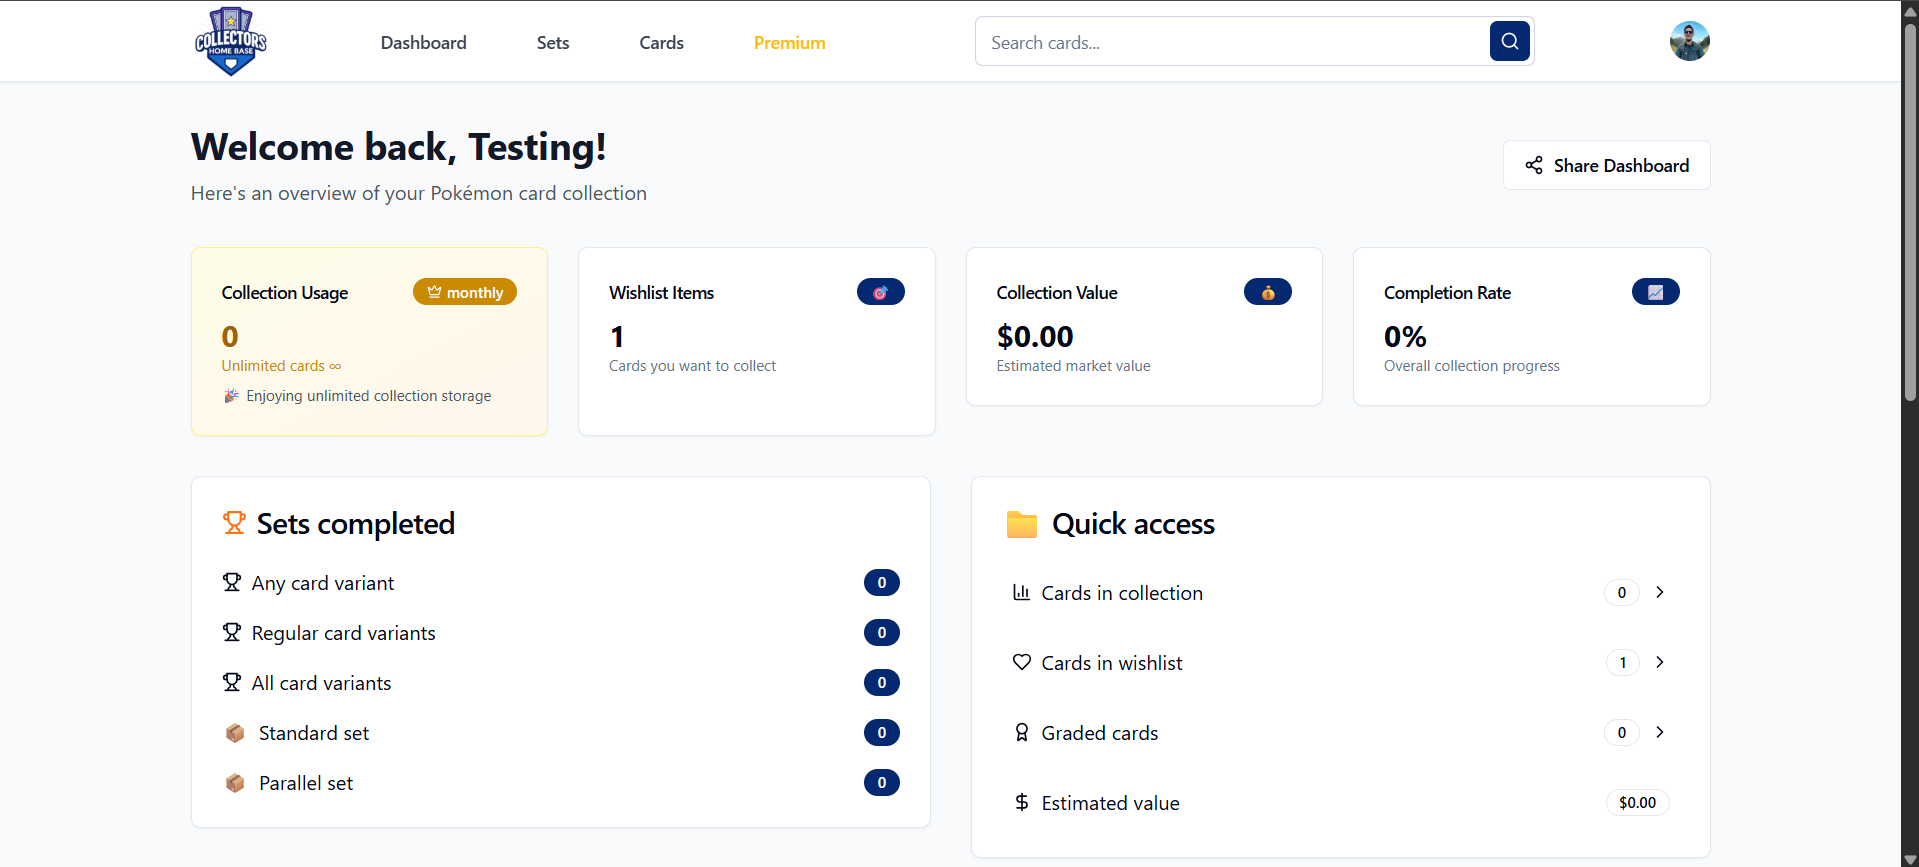 COLLECTORS
HOME BASE
Dashboard
Sets
Cards
Premium
Search cards...
Welcome back, Testing!
Here's an overview of your Pokémon card collection
Share Dashboard
Collection Usage
monthly
0
Unlimited cards ∞
🎉 Enjoying unlimited collection storage
Wishlist Items
1
Cards you want to collect
Collection Value
$0.00
Estimated market value
Completion Rate
0%
Overall collection progress
Sets completed
Any card variant 0
Regular card variants 0
All card variants 0
Standard set 0
Parallel set 0
Quick access
Cards in collection 0
Cards in wishlist 1
Graded cards 0
Estimated value $0.00